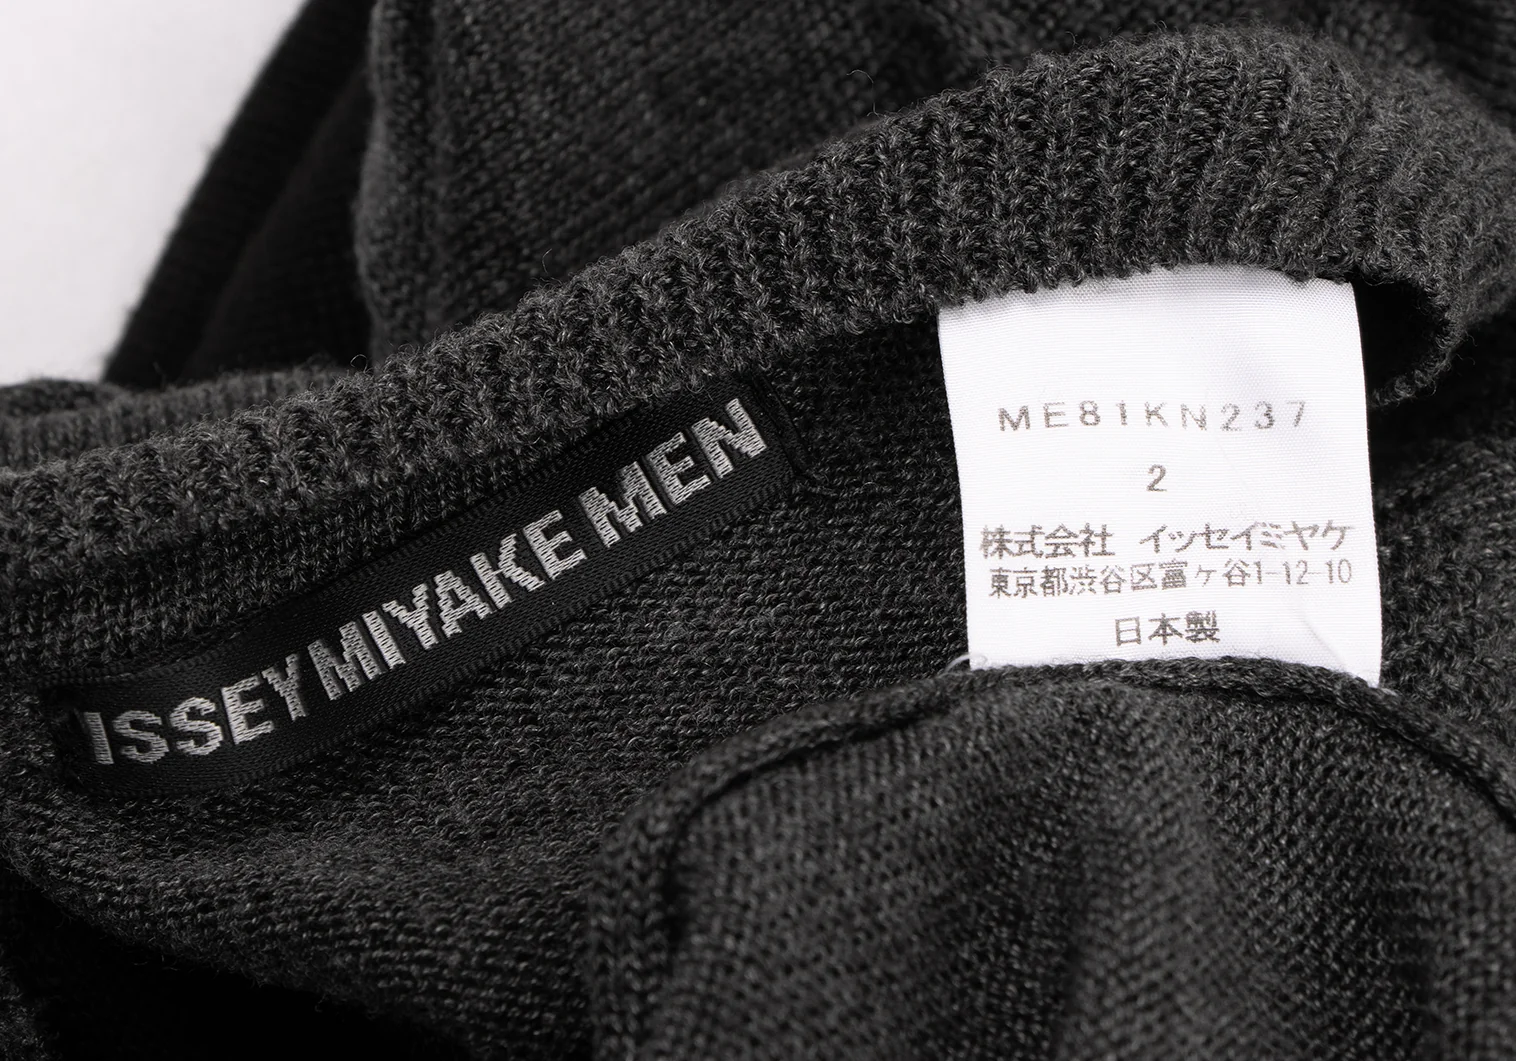 ISSEY MIYAKE MEN
ME81KN237
2
株式会社 イッセイミヤケ
東京都渋谷区富ヶ谷1-12-10
日本製